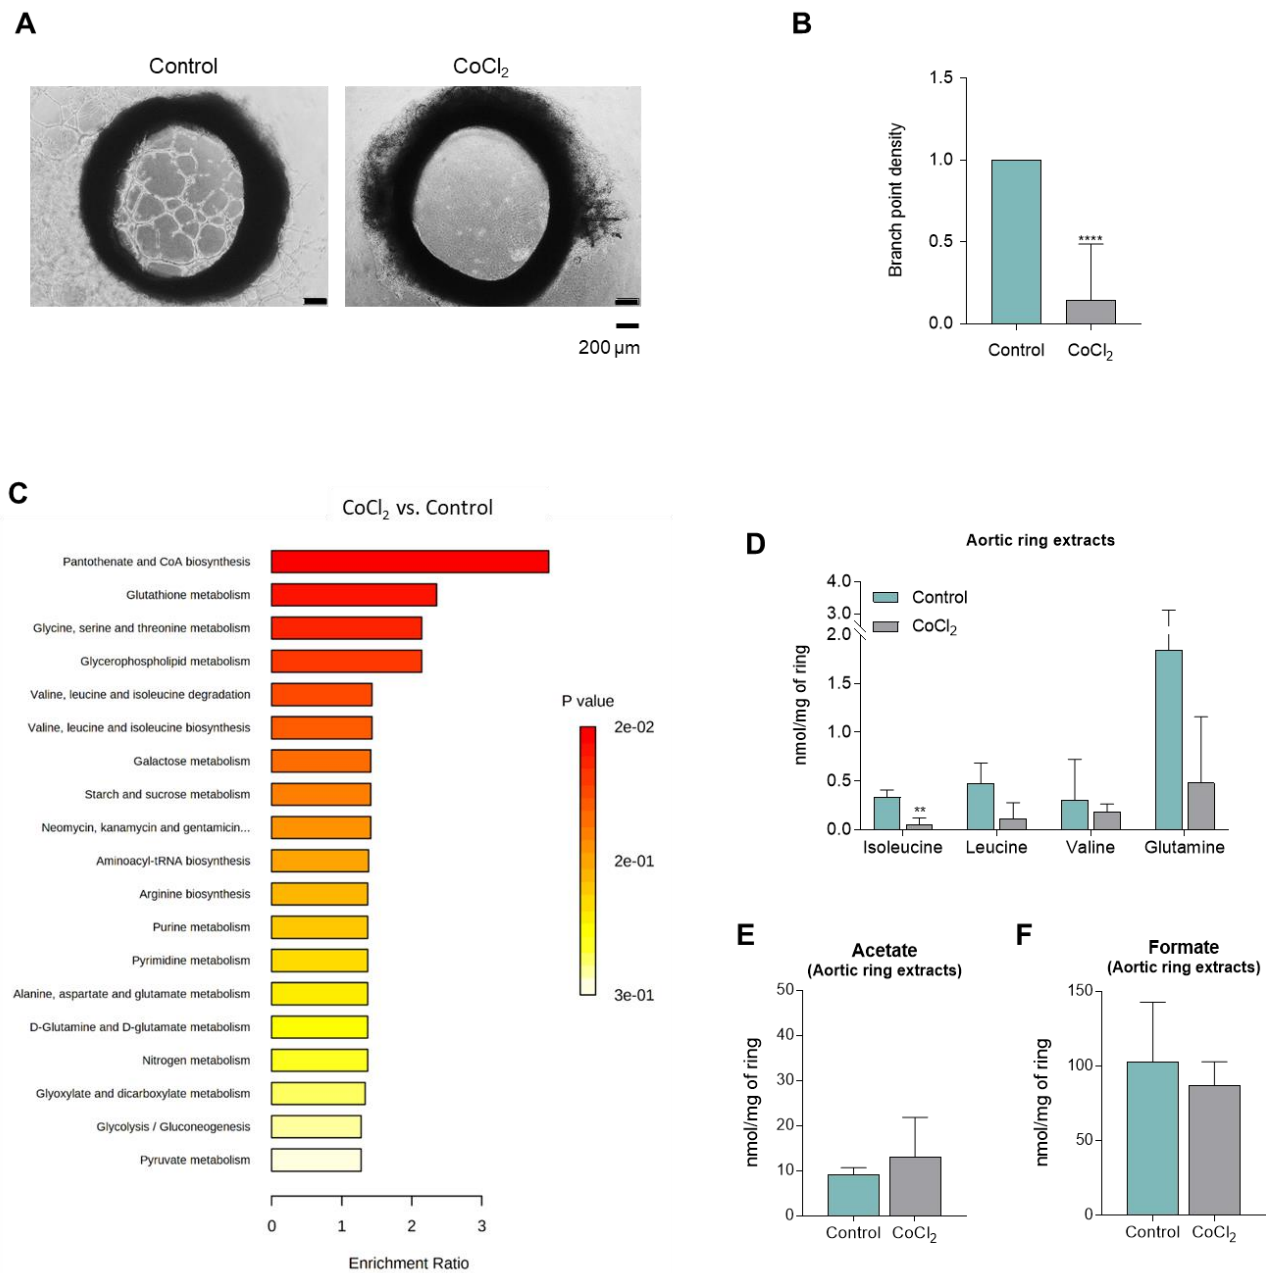 A
Control
CoCl₂
200 µm
B
Branch point density
1.5
1.0
0.5
0.0
****
Control
CoCl₂
C
CoCl₂ vs. Control
Pantothenate and CoA biosynthesis
Glutathione metabolism
Glycine, serine and threonine metabolism
Glycerophospholipid metabolism
Valine, leucine and isoleucine degradation
Valine, leucine and isoleucine biosynthesis
Galactose metabolism
Starch and sucrose metabolism
Neomycin, kanamycin and gentamicin...
Aminoacyl-tRNA biosynthesis
Arginine biosynthesis
Purine metabolism
Pyrimidine metabolism
Alanine, aspartate and glutamate metabolism
D-Glutamine and D-glutamate metabolism
Nitrogen metabolism
Glyoxylate and dicarboxylate metabolism
Glycolysis / Gluconeogenesis
Pyruvate metabolism
0 1 2 3
Enrichment Ratio
P value
2e-02
2e-01
3e-01
D
Aortic ring extracts
nmol/mg of ring
4.0
3.0
2.0
1.5
1.0
0.5
0.0
Control
CoCl₂
**
Isoleucine Leucine Valine Glutamine
E
Acetate
(Aortic ring extracts)
nmol/mg of ring
50
40
30
20
10
0
Control CoCl₂
F
Formate
(Aortic ring extracts)
nmol/mg of ring
150
100
50
0
Control CoCl₂